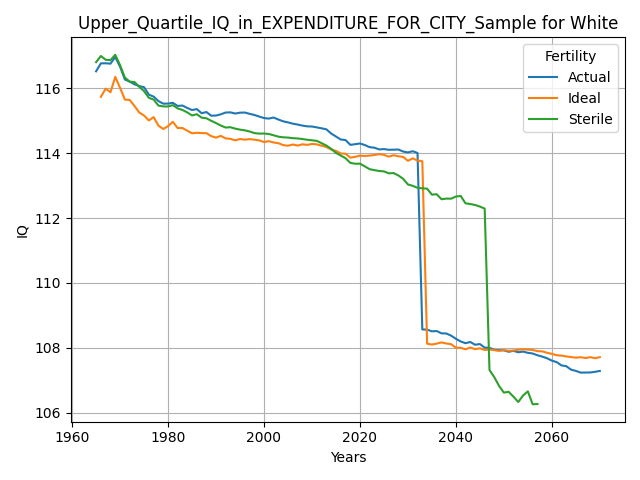 Upper_Quartile_IQ_in_EXPENDITURE_FOR_CITY_Sample for White
Fertility
Actual
Ideal
Sterile
IQ
116
114
112
110
108
106
1960
1980
2000
2020
2040
2060
Years